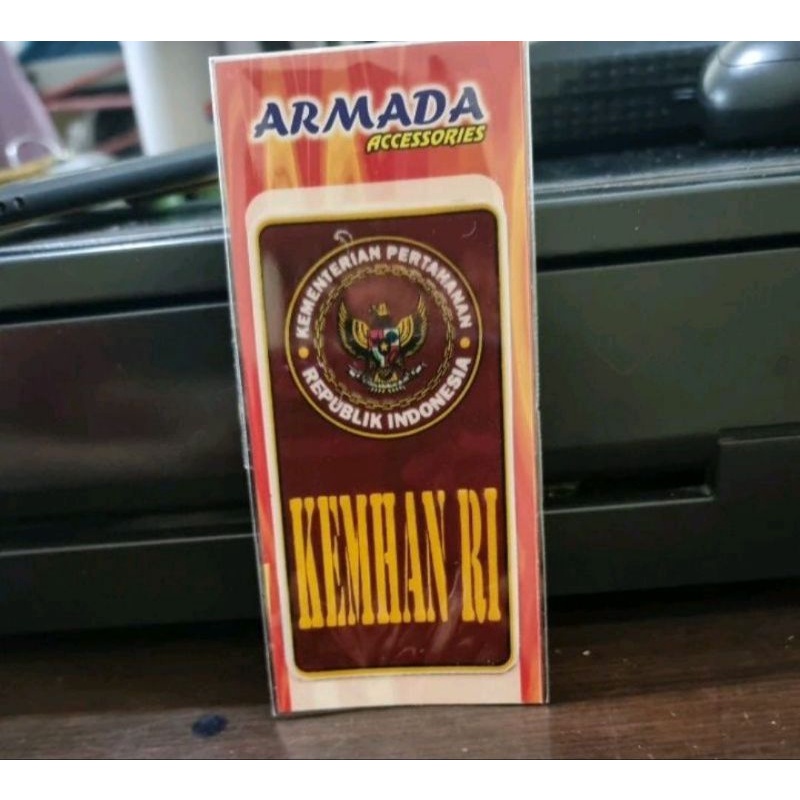 ARMADA
ACCESSORIES
KEMENTERIAN PERTAHANAN
REPUBLIK INDONESIA
KEMHAN RI